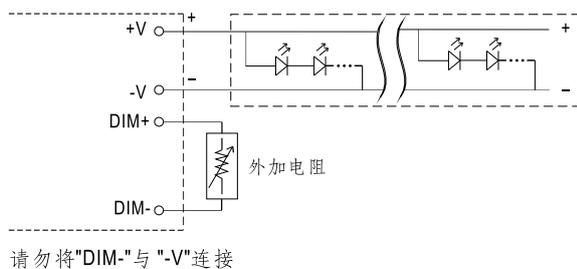 +V + +
-V − −
DIM+
外加电阻
DIM-
请勿将"DIM-"与 "-V"连接